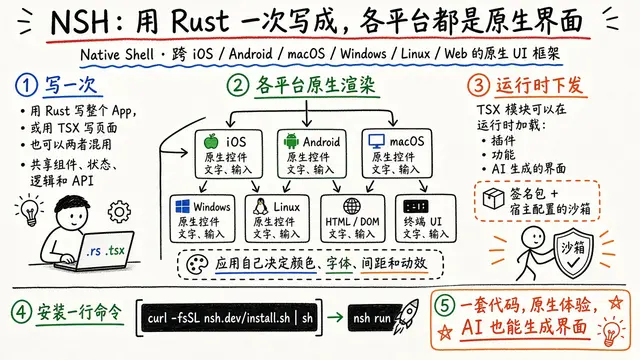 NSH：用 Rust 一次写成，各平台都是原生界面
Native Shell · 跨 iOS / Android / macOS / Windows / Linux / Web 的原生 UI 框架
① 写一次
• 用 Rust 写整个 App，
• 或用 TSX 写页面
• 也可以两者混用
• 共享组件、状态、
逻辑和 API
.rs .tsx
② 各平台原生渲染
iOS
原生控件
文字、输入
Android
原生控件
文字、输入
macOS
原生控件
文字、输入
Windows
原生控件
文字、输入
Linux
原生控件
文字、输入
HTML / DOM
文字、输入
终端 UI
文字、输入
应用自己决定颜色、字体、间距和动效
③ 运行时下发
TSX 模块可以在
运行时加载：
• 插件
• 功能
• AI 生成的界面
签名包 +
宿主配置的沙箱
沙箱
④ 安装一行命令
curl -fsSL nsh.dev/install.sh | sh
nsh run
⑤ 一套代码，原生体验，
AI 也能生成界面